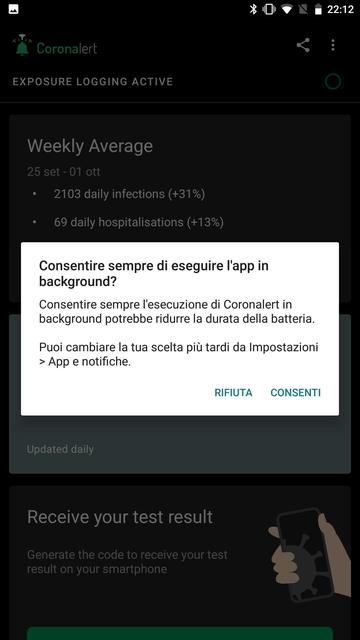 22:12
Coronalert
EXPOSURE LOGGING ACTIVE
Weekly Average
25 set - 01 ott
• 2103 daily infections (+31%)
• 69 daily hospitalisations (+13%)
Consentire sempre di eseguire l'app in
background?
Consentire sempre l'esecuzione di Coronalert in
background potrebbe ridurre la durata della batteria.
Puoi cambiare la tua scelta più tardi da Impostazioni
> App e notifiche.
RIFIUTA CONSENTI
Updated daily
Receive your test result
Generate the code to receive your test
result on your smartphone